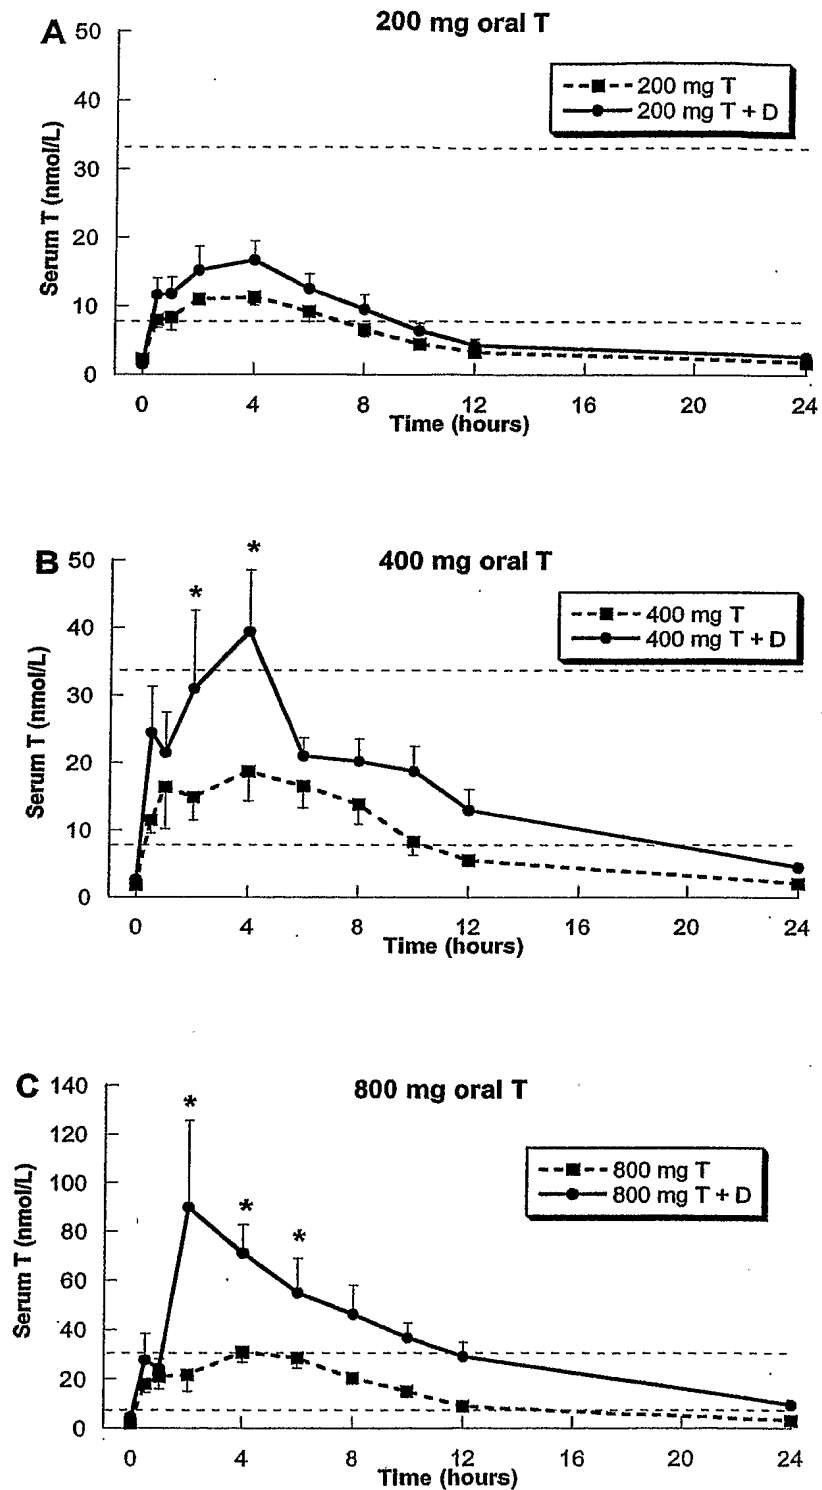 A 200 mg oral T
50
40
30
20
10
0
Serum T (nmol/L)
200 mg T
200 mg T + D
0 4 8 12 16 20 24
Time (hours)
B 400 mg oral T
* *
50
40
30
20
10
0
Serum T (nmol/L)
400 mg T
400 mg T + D
0 4 8 12 16 20 24
Time (hours)
C 800 mg oral T
* * *
140
120
100
80
60
40
20
0
Serum T (nmol/L)
800 mg T
800 mg T + D
0 4 8 12 16 20 24
Time (hours)